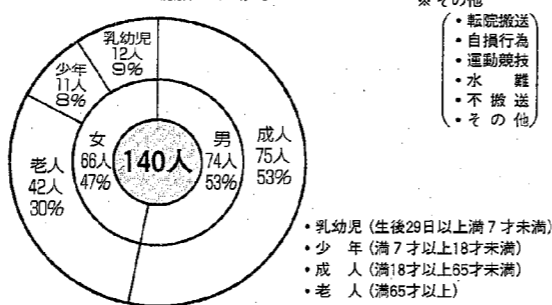 ※その他
・転院搬送
・自損行為
・運動競技
・水　難
・不搬送
・その他
乳幼児
12人
9%
少年
11人
8%
老人
42人
30%
女
66人
47%
140人
男
74人
53%
成人
75人
53%
・乳幼児（生後29日以上満7才未満）
・少　年（満7才以上18才未満）
・成　人（満18才以上65才未満）
・老　人（満65才以上）